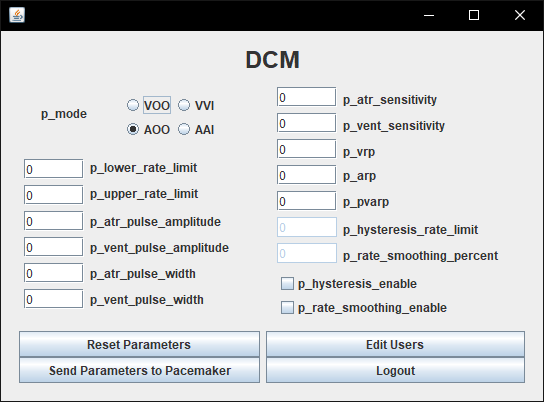 DCM
p_mode
VOO VVI
AOO AAI
0 p_lower_rate_limit
0 p_upper_rate_limit
0 p_atr_pulse_amplitude
0 p_vent_pulse_amplitude
0 p_atr_pulse_width
0 p_vent_pulse_width
0 p_atr_sensitivity
0 p_vent_sensitivity
0 p_vrp
0 p_arp
0 p_pvarp
0 p_hysteresis_rate_limit
0 p_rate_smoothing_percent
p_hysteresis_enable
p_rate_smoothing_enable
Reset Parameters
Edit Users
Send Parameters to Pacemaker
Logout